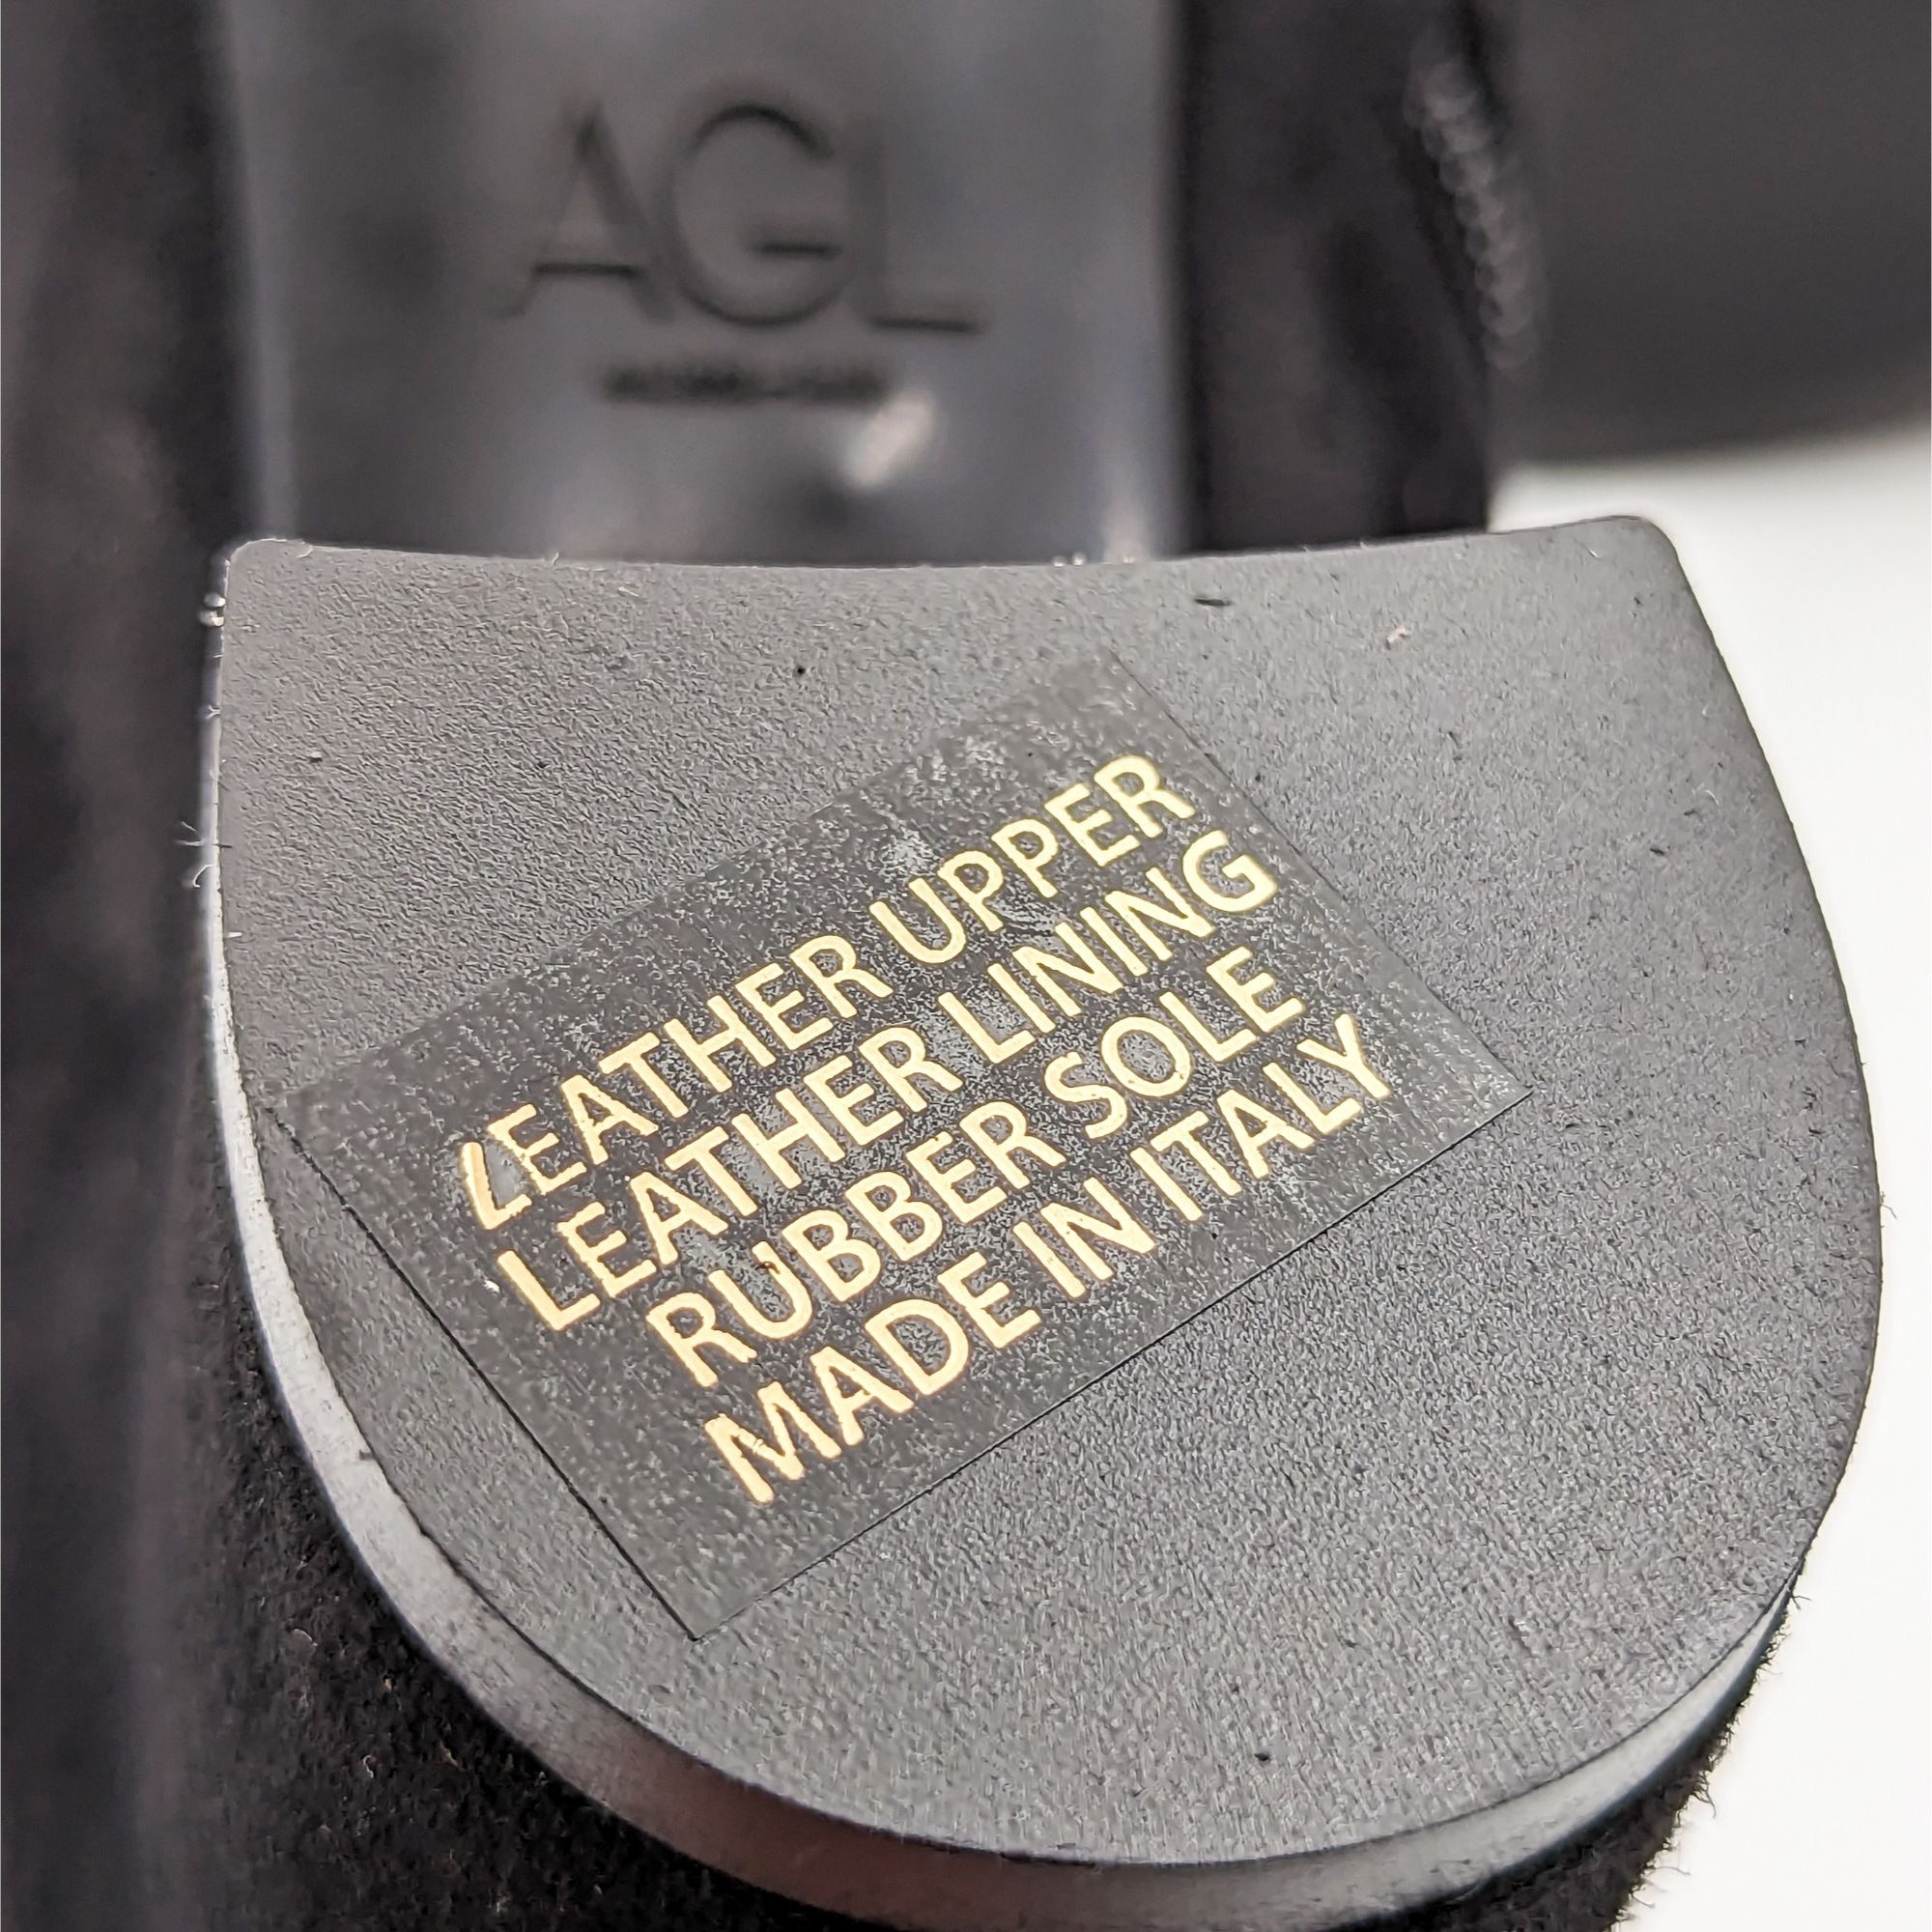 AGL
LEATHER UPPER
LEATHER LINING
RUBBER SOLE
MADE IN ITALY